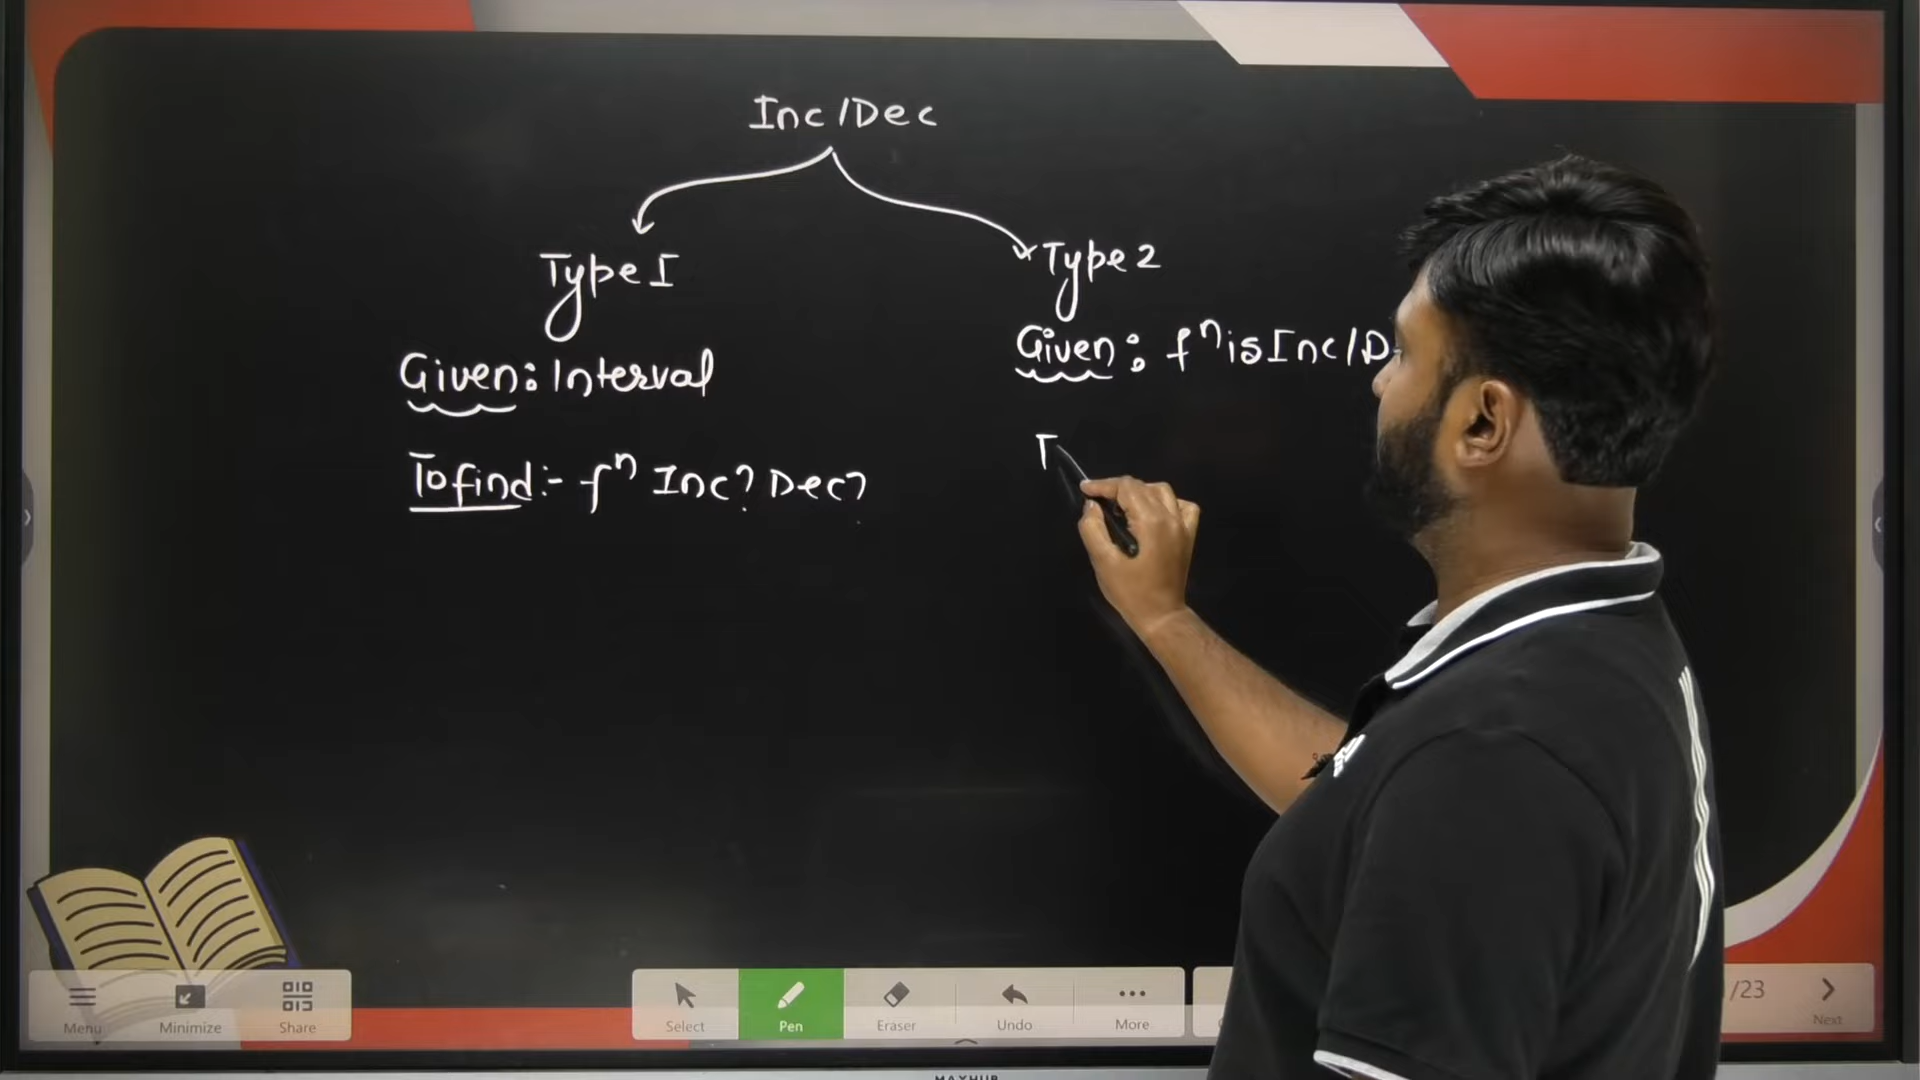 Inc/Dec
Type I
Type 2
Given: Interval
Given: fⁿ is Inc/D
To find:- fⁿ Inc? Dec?
T
Menu
Minimize
Share
Select
Pen
Eraser
Undo
More
/23
Next
MAXHUB